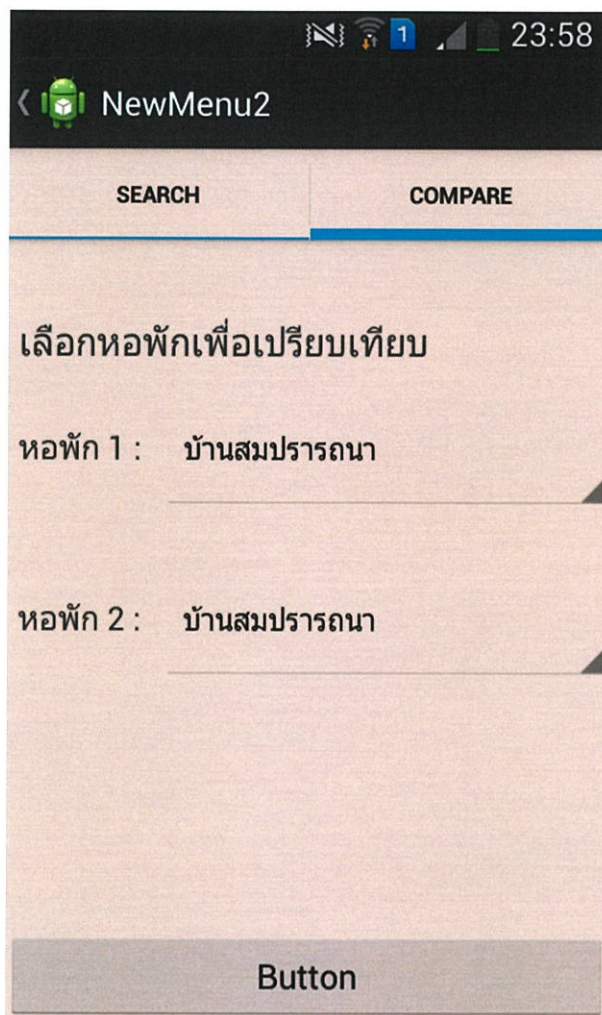 1 23:58
NewMenu2
SEARCH COMPARE
เลือกหอพักเพื่อเปรียบเทียบ
หอพัก 1 : บ้านสมปรารถนา
หอพัก 2 : บ้านสมปรารถนา
Button